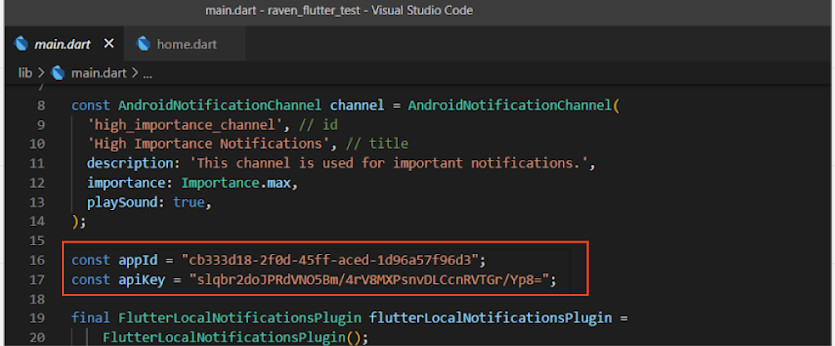 main.dart - raven_flutter_test - Visual Studio Code
main.dart × home.dart
lib > main.dart > ...
7
8 const AndroidNotificationChannel channel = AndroidNotificationChannel(
9 'high_importance_channel', // id
10 'High Importance Notifications', // title
11 description: 'This channel is used for important notifications.',
12 importance: Importance.max,
13 playSound: true,
14 );
15
16 const appId = "cb333d18-2f0d-45ff-aced-1d96a57f96d3";
17 const apiKey = "slqbr2doJPRdVNO5Bm/4rV8MXPsnvDLCcnRVTGr/Yp8=";
18
19 final FlutterLocalNotificationsPlugin flutterLocalNotificationsPlugin =
20 FlutterLocalNotificationsPlugin();